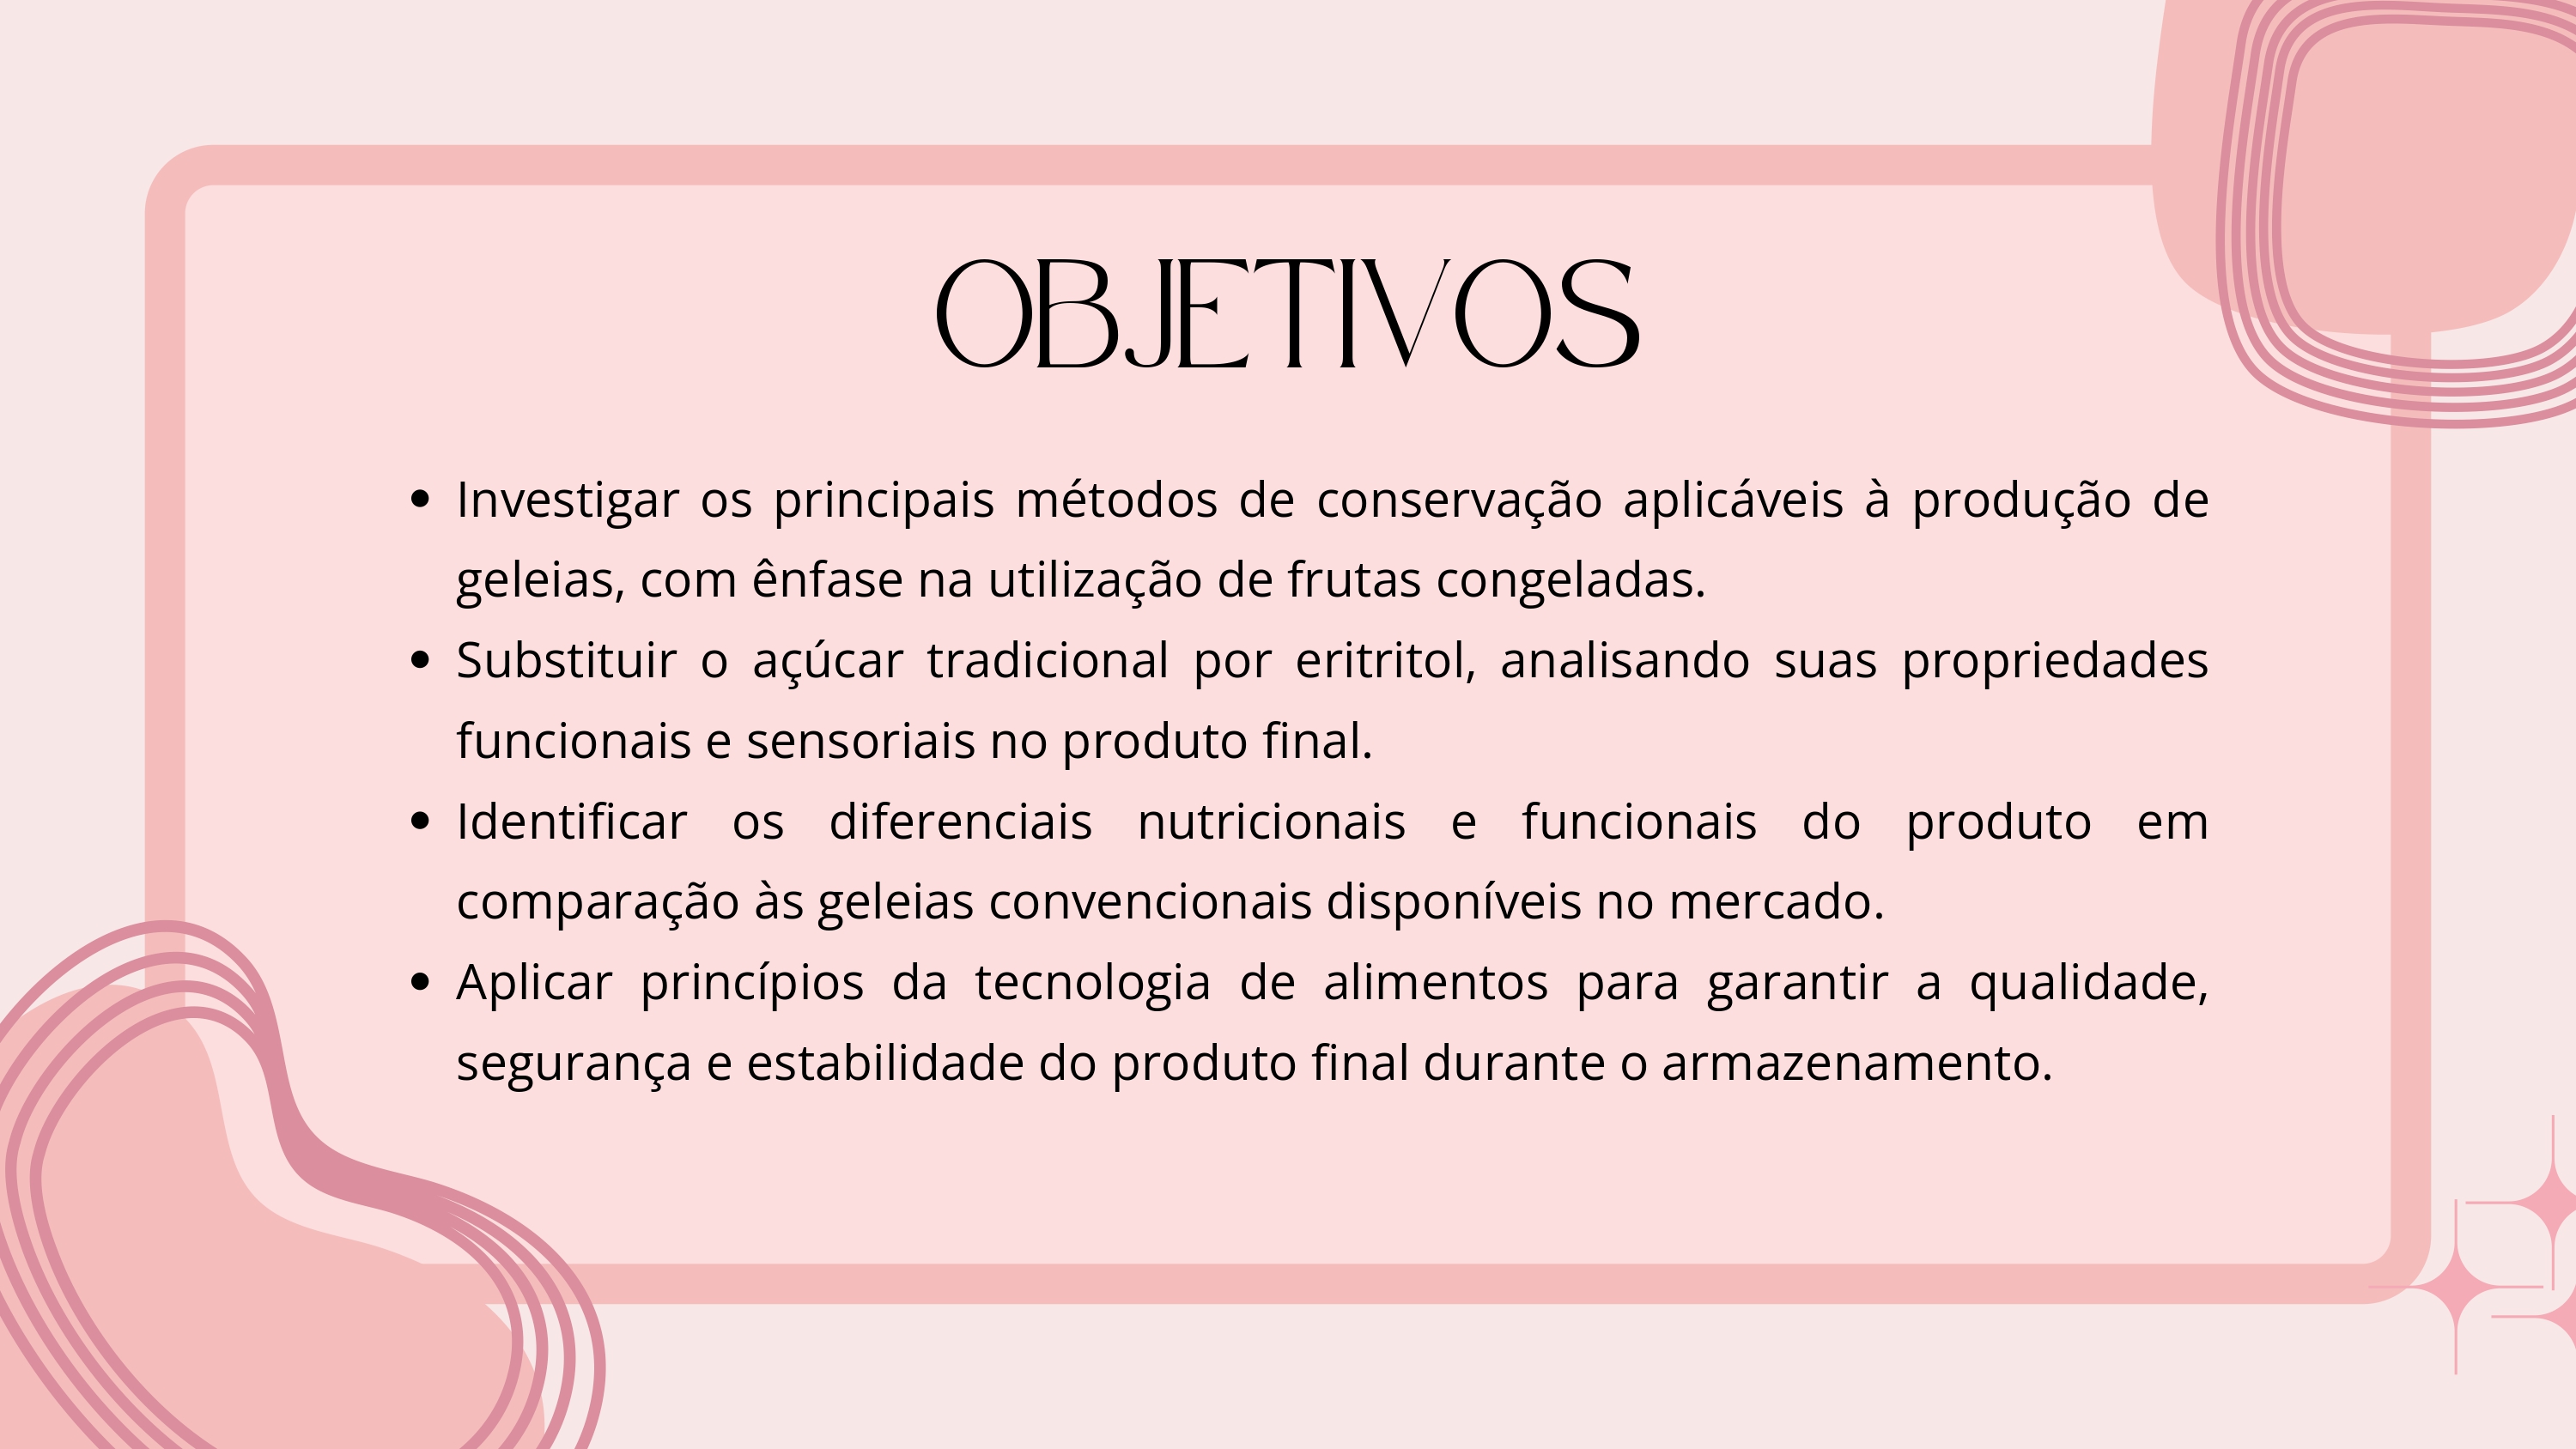 OBJETIVOS
• Investigar os principais métodos de conservação aplicáveis à produção de
geleias, com ênfase na utilização de frutas congeladas.
• Substituir o açúcar tradicional por eritritol, analisando suas propriedades
funcionais e sensoriais no produto final.
• Identificar os diferenciais nutricionais e funcionais do produto em
comparação às geleias convencionais disponíveis no mercado.
• Aplicar princípios da tecnologia de alimentos para garantir a qualidade,
segurança e estabilidade do produto final durante o armazenamento.